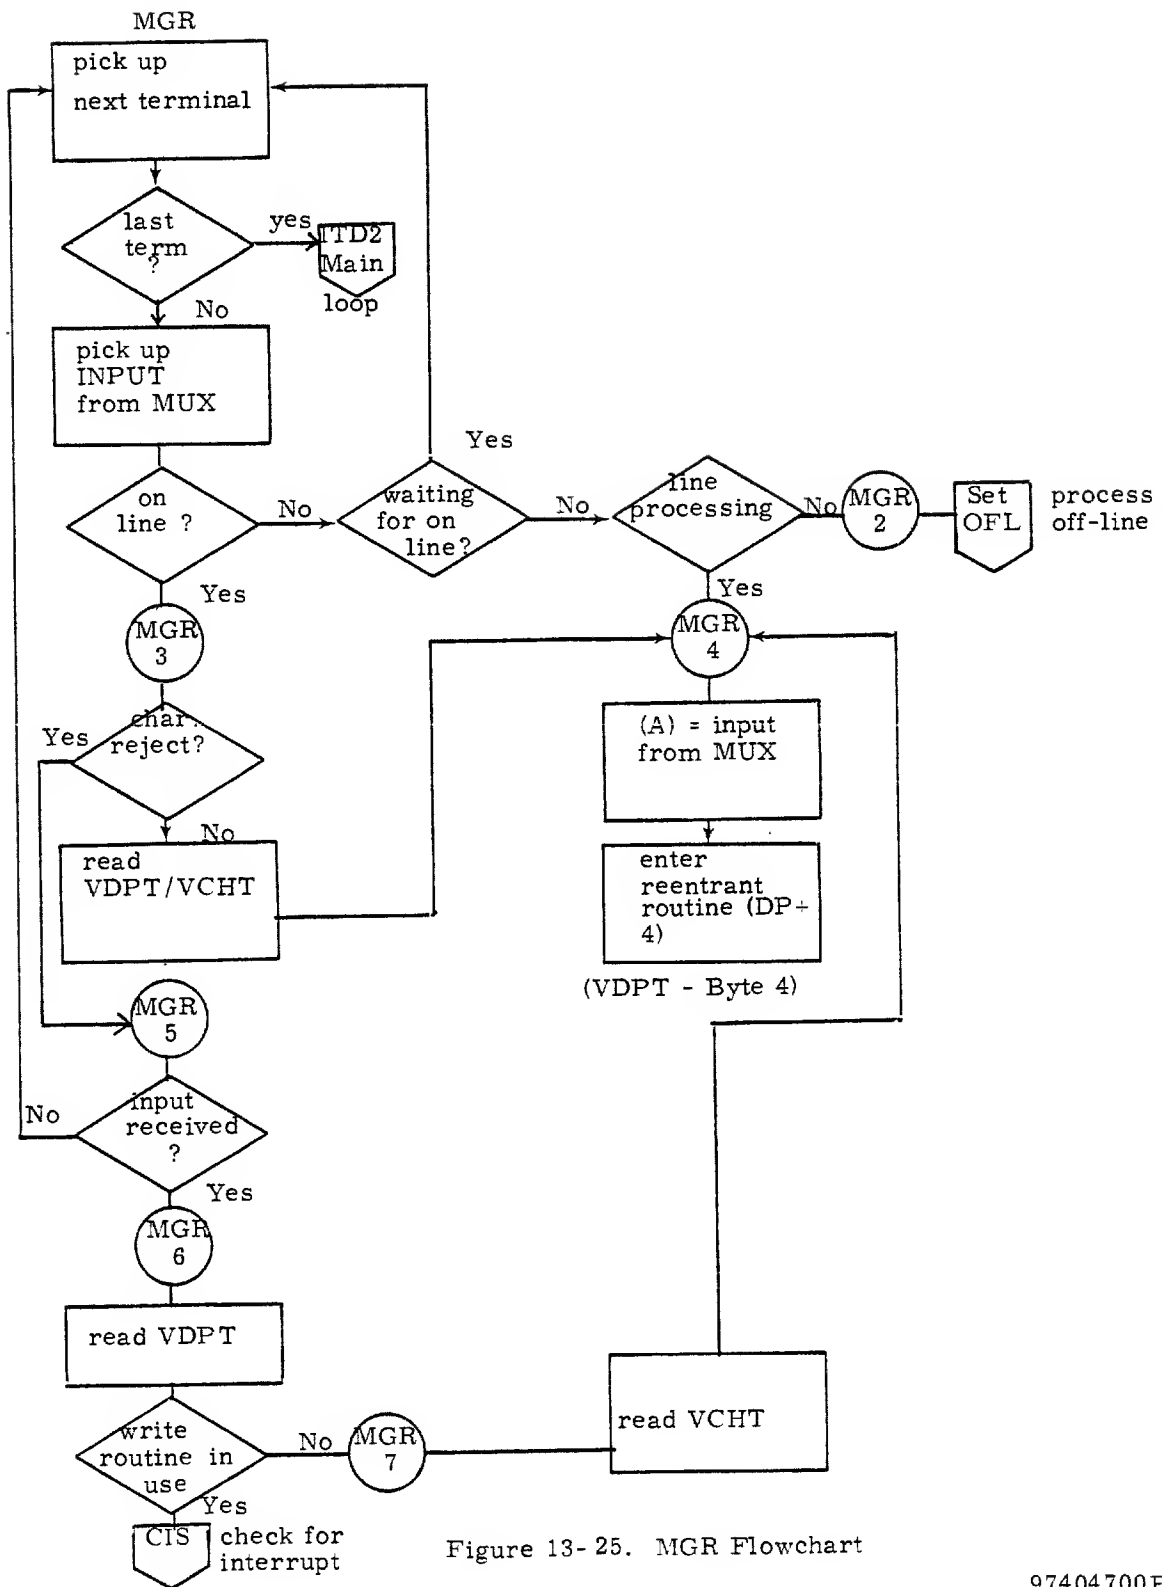 MGR
pick up
next terminal
last
term
?
yes
ITD2
Main
loop
No
pick up
INPUT
from MUX
on
line ?
No
waiting
for on
line?
Yes
No
line
processing
No
MGR
2
Set
OFL
process
off-line
Yes
Yes
MGR
3
MGR
4
char.
reject?
Yes
No
(A) = input
from MUX
read
VDPT/VCHT
enter
reentrant
routine (DP+
4)
(VDPT - Byte 4)
MGR
5
input
received
?
No
Yes
MGR
6
read VDPT
write
routine in
use
No
MGR
7
read VCHT
Yes
CIS
check for
interrupt
Figure 13-25. MGR Flowchart
97404700F